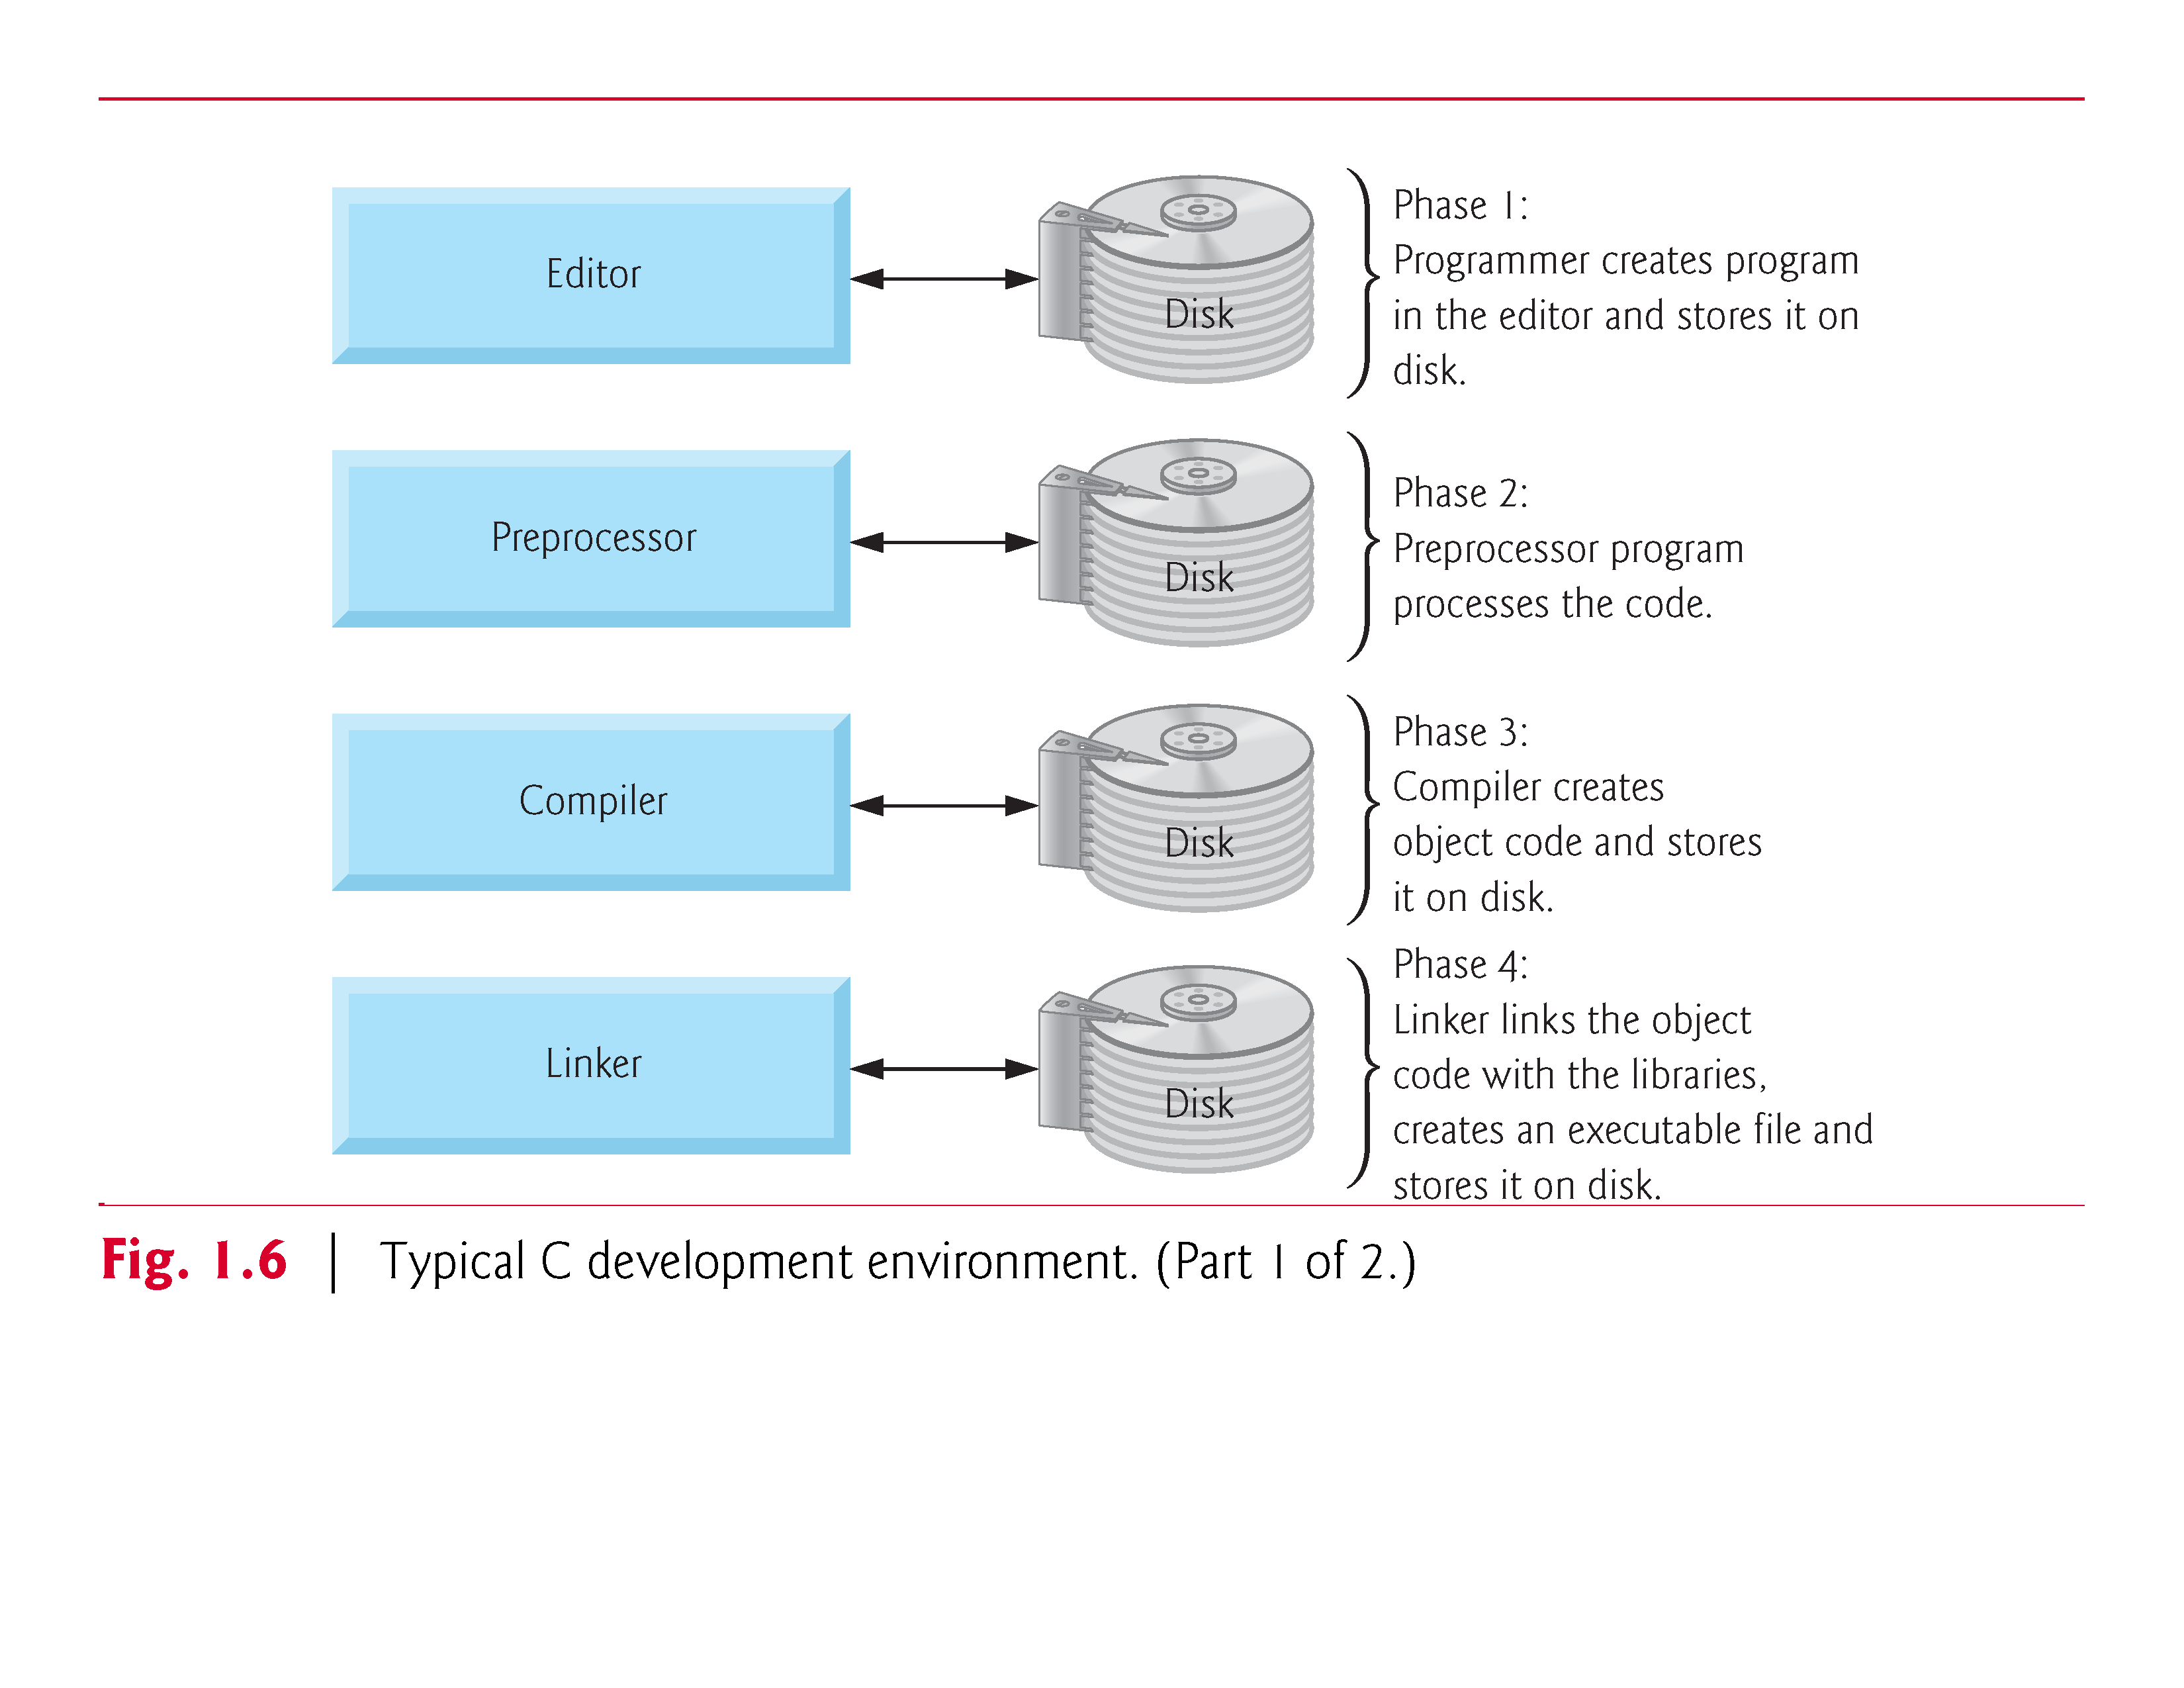 Editor
Disk
Phase 1:
Programmer creates program
in the editor and stores it on
disk.
Preprocessor
Disk
Phase 2:
Preprocessor program
processes the code.
Compiler
Disk
Phase 3:
Compiler creates
object code and stores
it on disk.
Linker
Disk
Phase 4:
Linker links the object
code with the libraries,
creates an executable file and
stores it on disk.
Fig. 1.6 | Typical C development environment. (Part 1 of 2.)